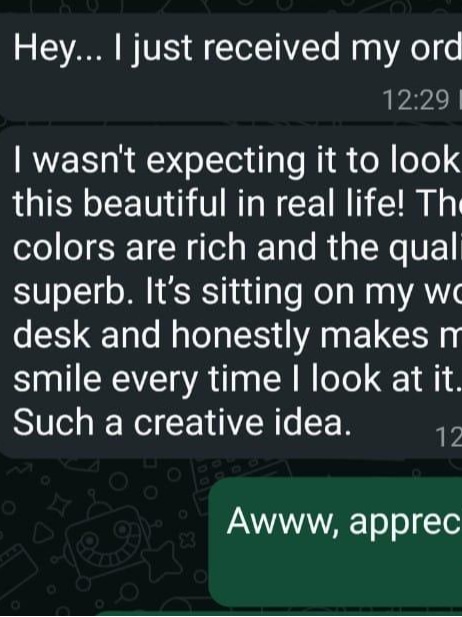 Hey... I just received my ord
12:29
I wasn't expecting it to look
this beautiful in real life! Th
colors are rich and the quali
superb. It's sitting on my wo
desk and honestly makes m
smile every time I look at it.
Such a creative idea.
12
Awww, apprec